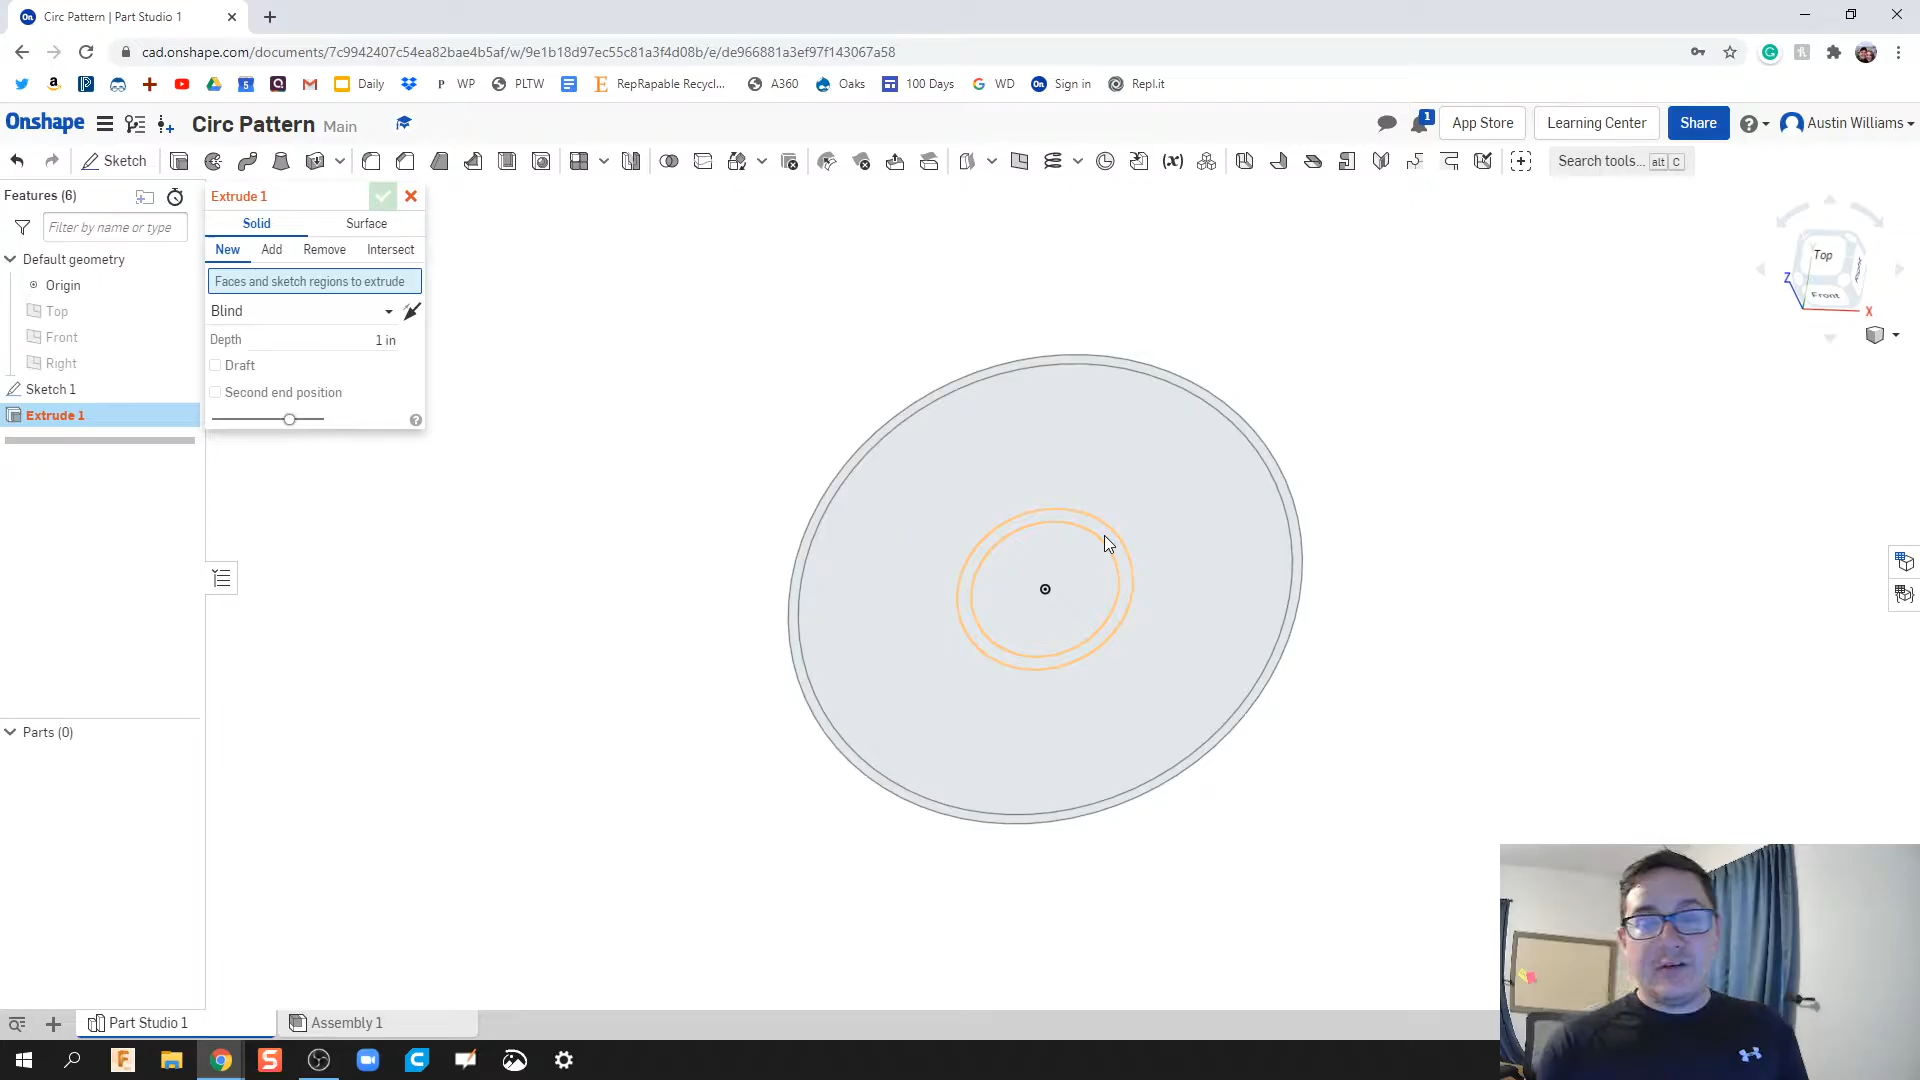 Circ Pattern | Part Studio 1
cad.onshape.com/documents/7c9942407c54ea82bae4b5af/w/9e1b18d97ec55c81a3f4d08b/e/de966881a3ef97f143067a58
Daily
WP
PLTW
RepRapable Recycl...
A360
Oaks
100 Days
WD
Sign in
Repl.it
Onshape
Circ Pattern Main
1
App Store
Learning Center
Share
Austin Williams
Sketch
Search tools... alt C
Features (6)
Filter by name or type
Default geometry
Origin
Top
Front
Right
Sketch 1
Extrude 1
Parts (0)
Extrude 1
Solid
Surface
New
Add
Remove
Intersect
Faces and sketch regions to extrude
Blind
Depth
1 in
Draft
Second end position
Top
Front
Z
X
Part Studio 1
Assembly 1